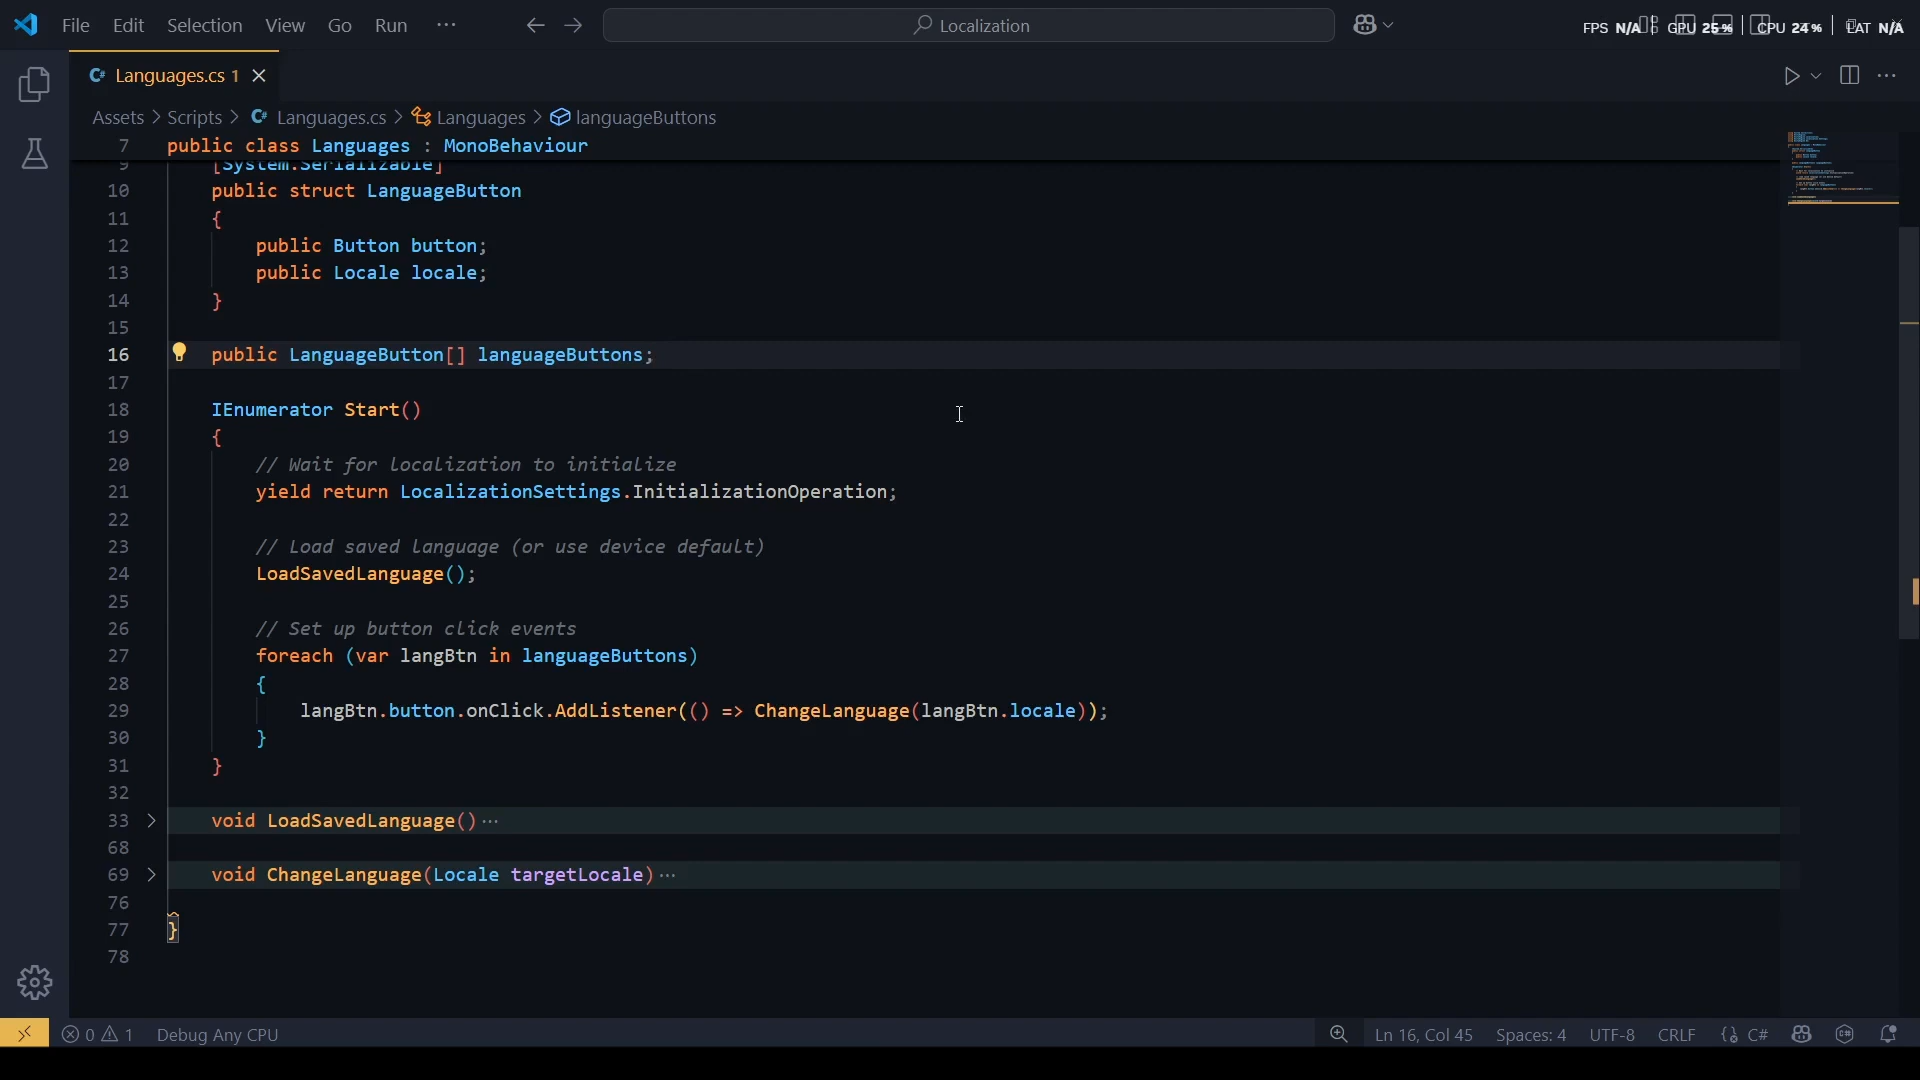 File Edit Selection View Go Run ··· Localization FPS N/A GPU 25% CPU 24% LAT N/A
Languages.cs 1
Assets > Scripts > Languages.cs > Languages > languageButtons
7 public class Languages : MonoBehaviour
9 [System.Serializable]
10 public struct LanguageButton
11 {
12 public Button button;
13 public Locale locale;
14 }
15
16 public LanguageButton[] languageButtons;
17
18 IEnumerator Start()
19 {
20 // Wait for localization to initialize
21 yield return LocalizationSettings.InitializationOperation;
22
23 // Load saved language (or use device default)
24 LoadSavedLanguage();
25
26 // Set up button click events
27 foreach (var langBtn in languageButtons)
28 {
29 langBtn.button.onClick.AddListener(() => ChangeLanguage(langBtn.locale));
30 }
31 }
32
33 void LoadSavedLanguage()···
68
69 void ChangeLanguage(Locale targetLocale)···
76
77 }
78
0 1 Debug Any CPU Ln 16, Col 45 Spaces: 4 UTF-8 CRLF C#